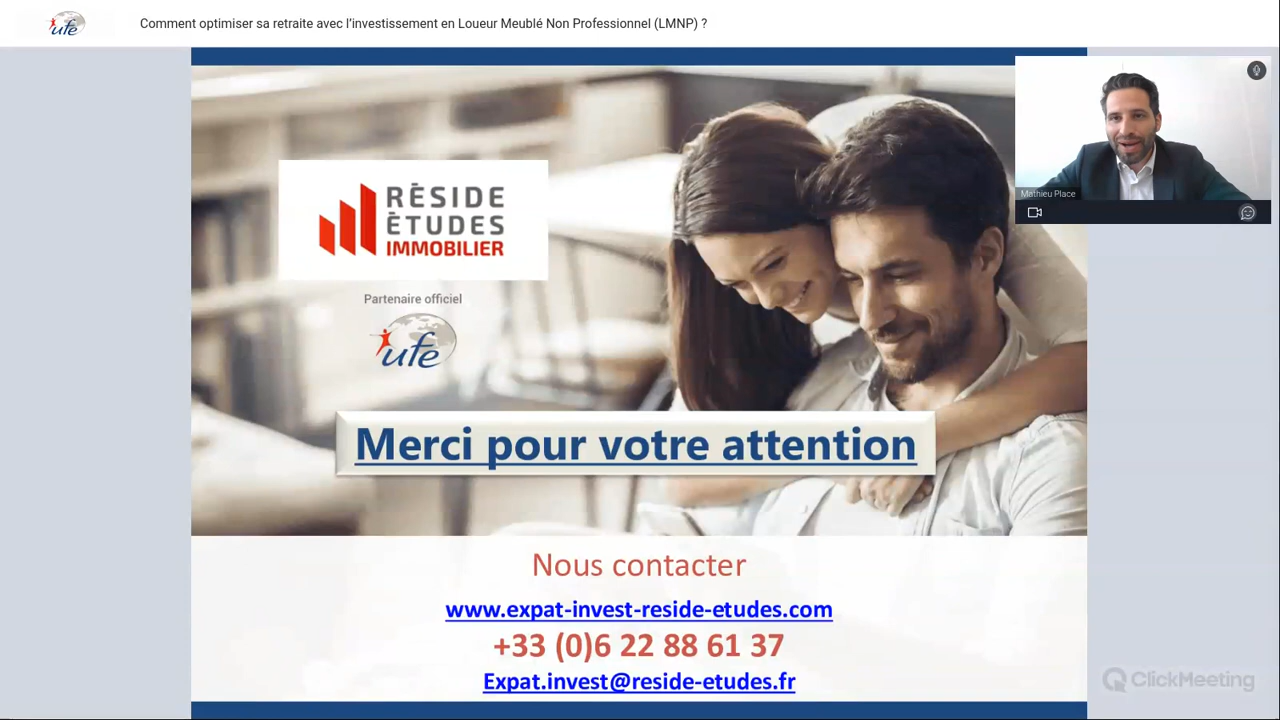 ufe
Comment optimiser sa retraite avec l’investissement en Loueur Meublé Non Professionnel (LMNP) ?
Mathieu Place
RÉSIDE
ÉTUDES
IMMOBILIER
Partenaire officiel
ufe
Merci pour votre attention
Nous contacter
www.expat-invest-reside-etudes.com
+33 (0)6 22 88 61 37
Expat.invest@reside-etudes.fr
ClickMeeting